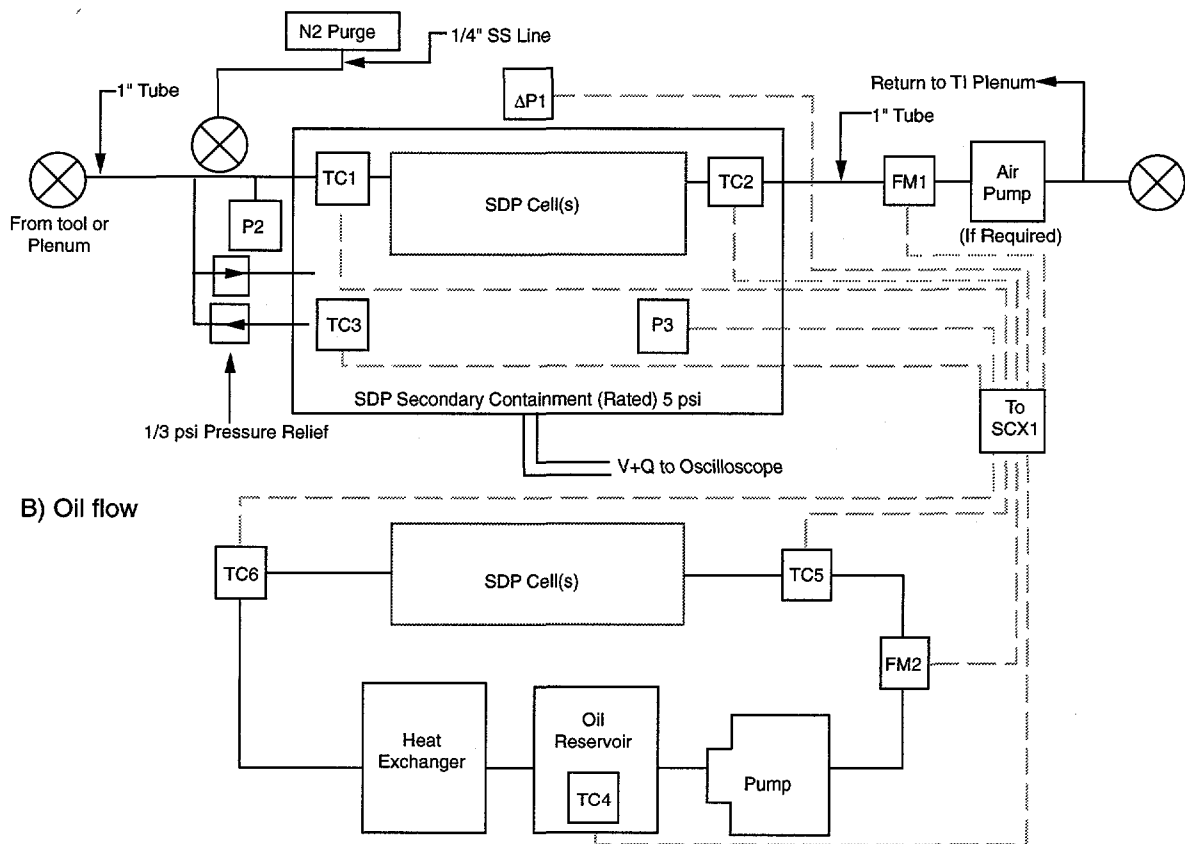 N2 Purge
1/4" SS Line
1" Tube
ΔP1
Return to TI Plenum
1" Tube
TC1
SDP Cell(s)
TC2
FM1
Air
Pump
(If Required)
From tool or
Plenum
P2
TC3
P3
SDP Secondary Containment (Rated) 5 psi
1/3 psi Pressure Relief
To
SCX1
V+Q to Oscilloscope
B) Oil flow
TC6
SDP Cell(s)
TC5
FM2
Heat
Exchanger
Oil
Reservoir
TC4
Pump